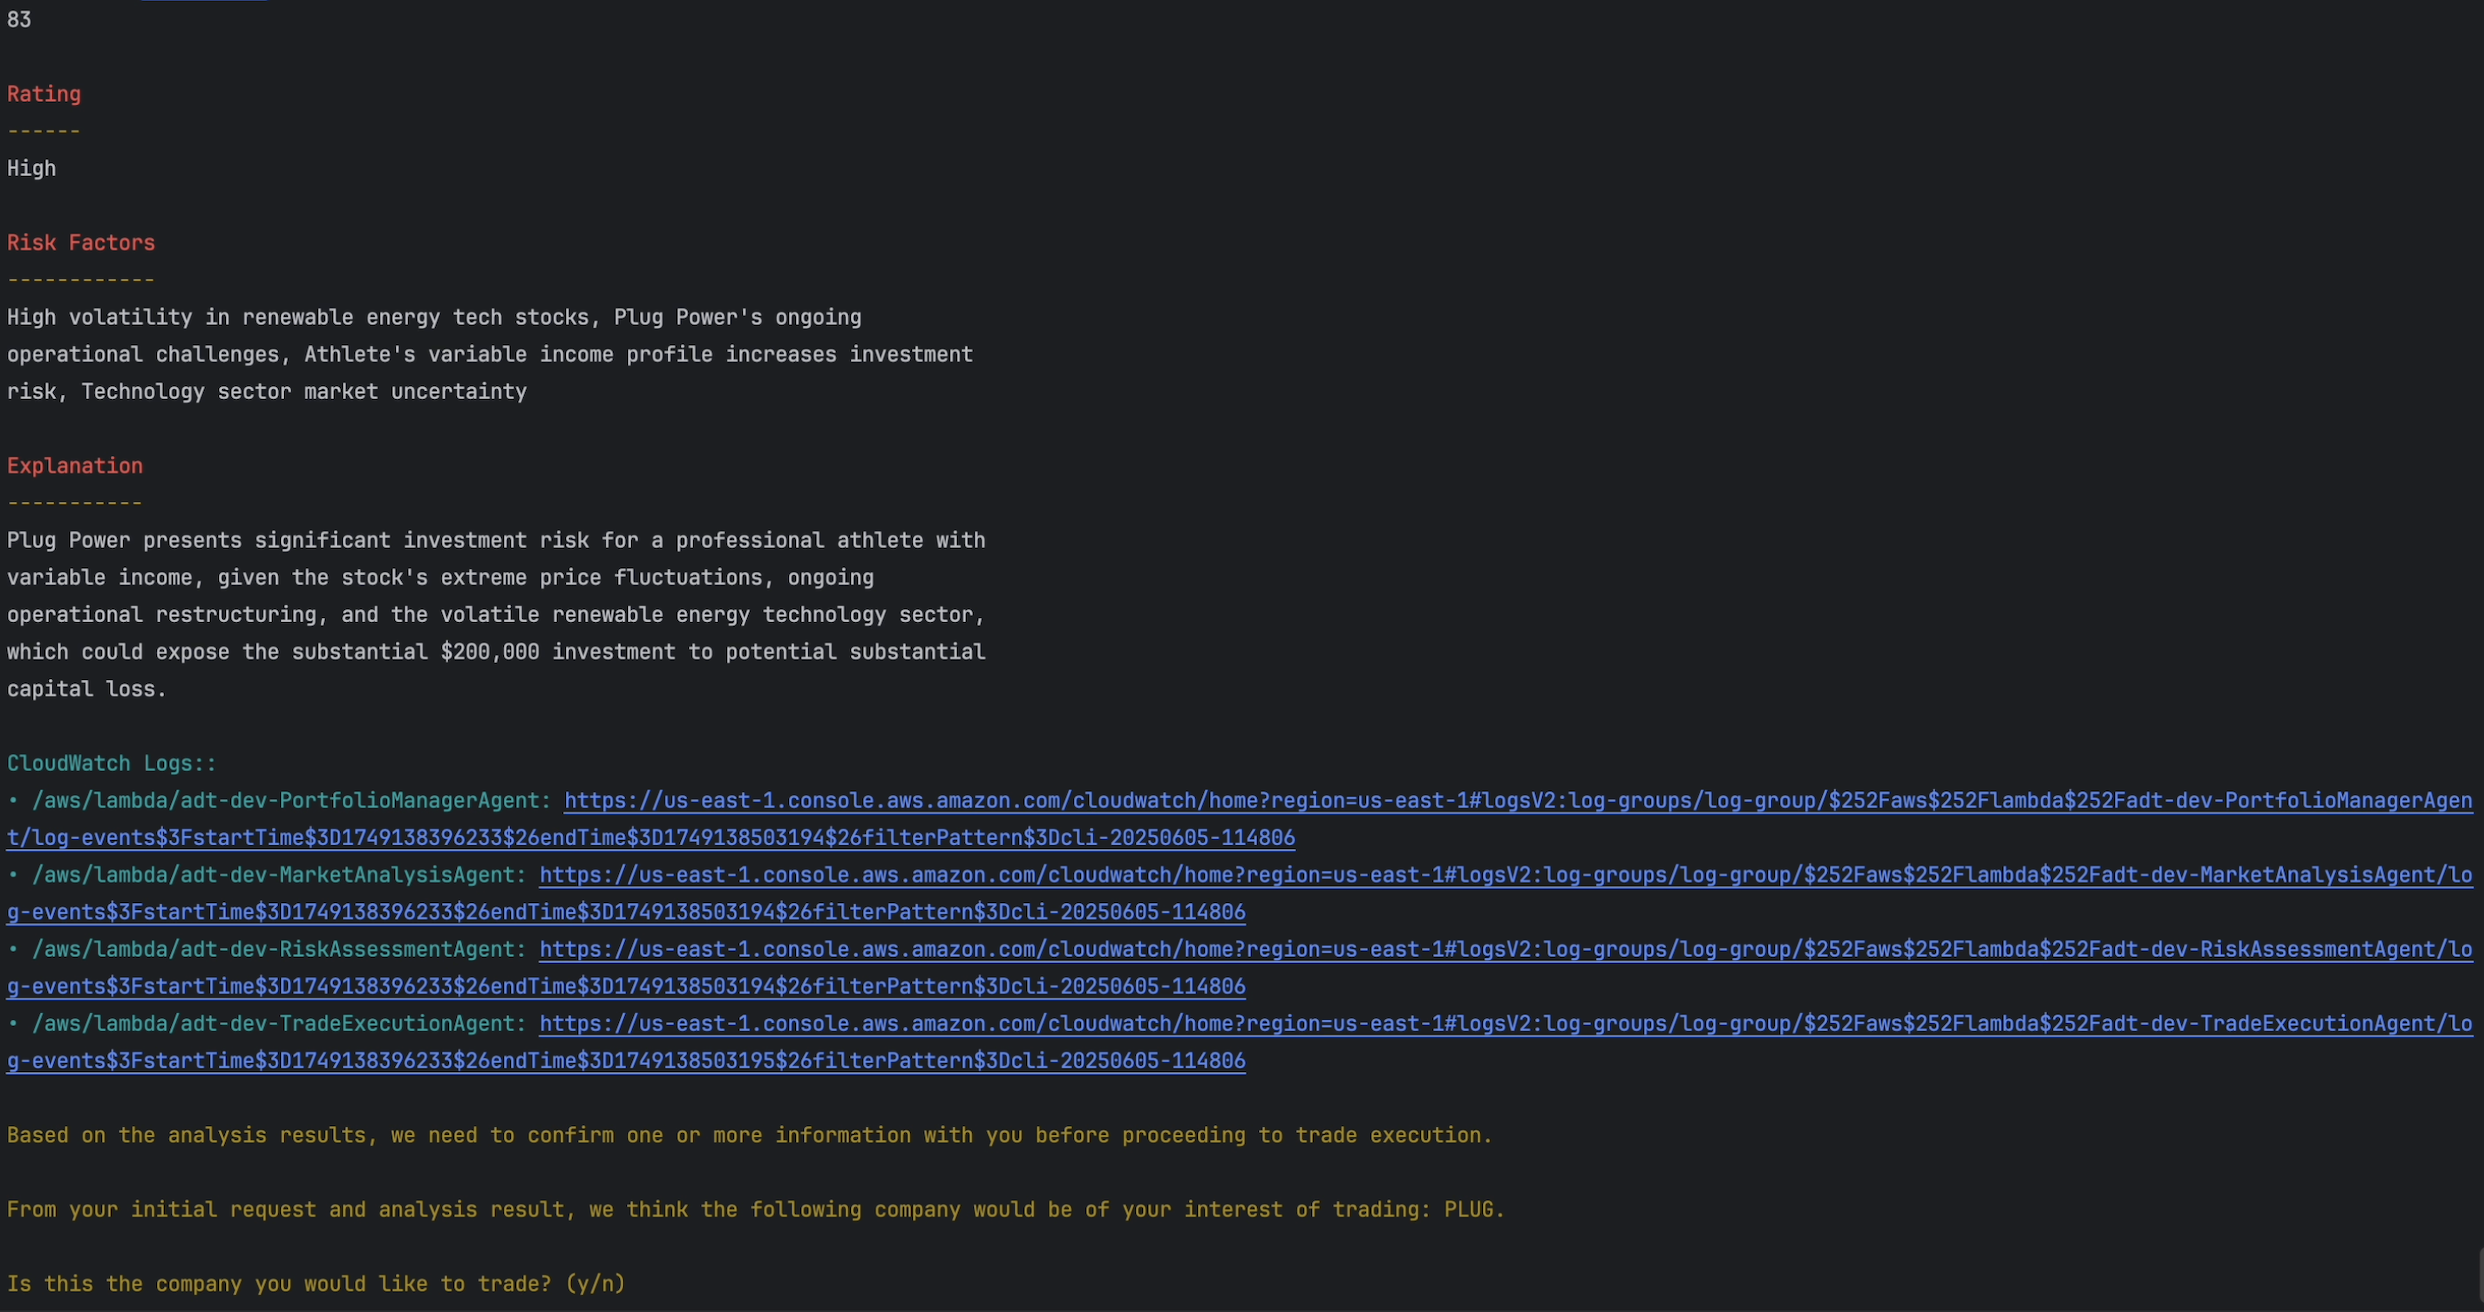 83
Rating
------
High
Risk Factors
------------
High volatility in renewable energy tech stocks, Plug Power's ongoing
operational challenges, Athlete's variable income profile increases investment
risk, Technology sector market uncertainty
Explanation
-----------
Plug Power presents significant investment risk for a professional athlete with
variable income, given the stock's extreme price fluctuations, ongoing
operational restructuring, and the volatile renewable energy technology sector,
which could expose the substantial $200,000 investment to potential substantial
capital loss.
CloudWatch Logs::
• /aws/lambda/adt-dev-PortfolioManagerAgent: https://us-east-1.console.aws.amazon.com/cloudwatch/home?region=us-east-1#logsV2:log-groups/log-group/$252Faws$252Flambda$252Fadt-dev-PortfolioManagerAgen
t/log-events$3FstartTime$3D1749138396233$26endTime$3D1749138503194$26filterPattern$3Dcli-20250605-114806
• /aws/lambda/adt-dev-MarketAnalysisAgent: https://us-east-1.console.aws.amazon.com/cloudwatch/home?region=us-east-1#logsV2:log-groups/log-group/$252Faws$252Flambda$252Fadt-dev-MarketAnalysisAgent/lo
g-events$3FstartTime$3D1749138396233$26endTime$3D1749138503194$26filterPattern$3Dcli-20250605-114806
• /aws/lambda/adt-dev-RiskAssessmentAgent: https://us-east-1.console.aws.amazon.com/cloudwatch/home?region=us-east-1#logsV2:log-groups/log-group/$252Faws$252Flambda$252Fadt-dev-RiskAssessmentAgent/lo
g-events$3FstartTime$3D1749138396233$26endTime$3D1749138503194$26filterPattern$3Dcli-20250605-114806
• /aws/lambda/adt-dev-TradeExecutionAgent: https://us-east-1.console.aws.amazon.com/cloudwatch/home?region=us-east-1#logsV2:log-groups/log-group/$252Faws$252Flambda$252Fadt-dev-TradeExecutionAgent/lo
g-events$3FstartTime$3D1749138396233$26endTime$3D1749138503195$26filterPattern$3Dcli-20250605-114806
Based on the analysis results, we need to confirm one or more information with you before proceeding to trade execution.
From your initial request and analysis result, we think the following company would be of your interest of trading: PLUG.
Is this the company you would like to trade? (y/n)